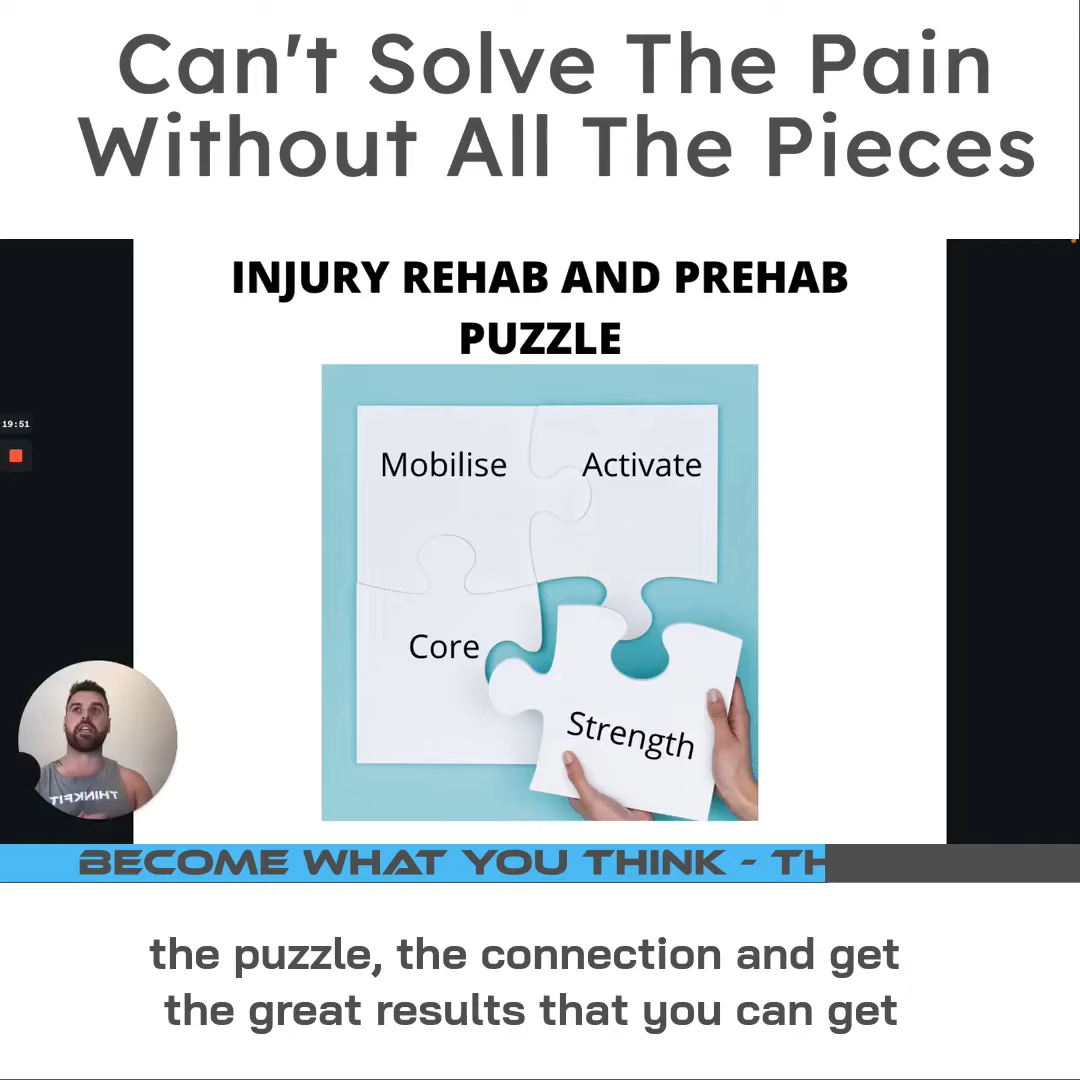 Can't Solve The Pain
Without All The Pieces
INJURY REHAB AND PREHAB
PUZZLE
19:51
Mobilise
Activate
Core
Strength
THINKFIT
BECOME WHAT YOU THINK - TH
the puzzle, the connection and get
the great results that you can get